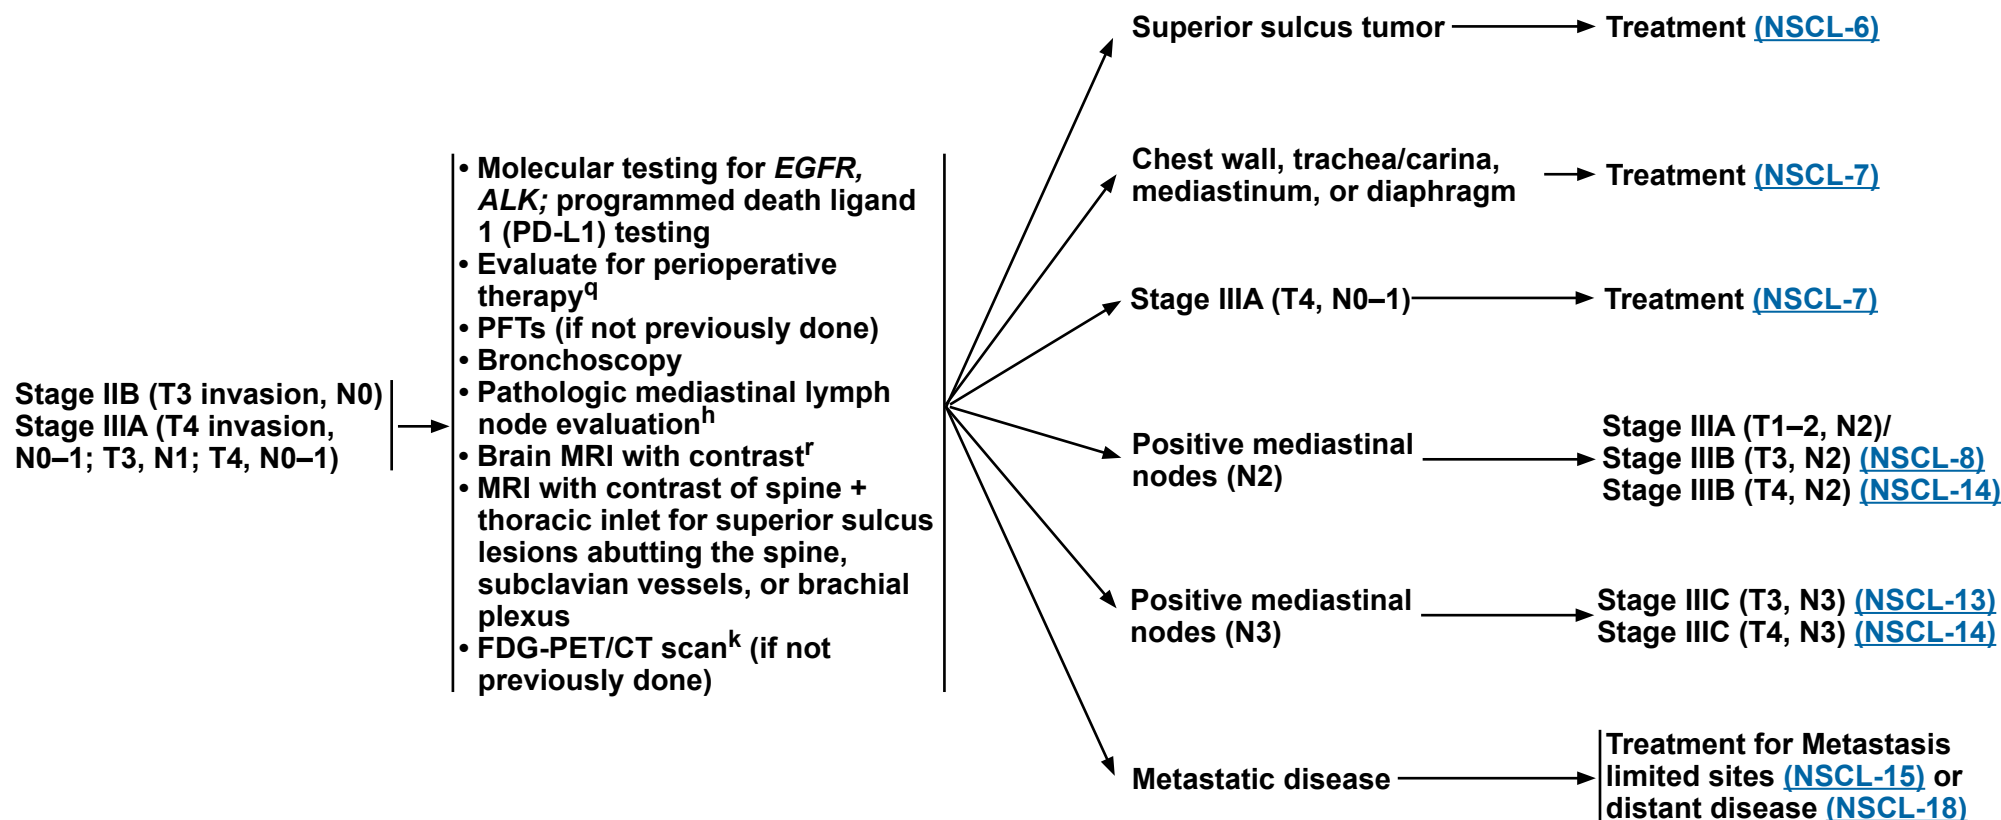 Stage IIB (T3 invasion, N0)
Stage IIIA (T4 invasion,
N0–1; T3, N1; T4, N0–1)
• Molecular testing for EGFR,
ALK; programmed death ligand
1 (PD-L1) testing
• Evaluate for perioperative
therapyq
• PFTs (if not previously done)
• Bronchoscopy
• Pathologic mediastinal lymph
node evaluationh
• Brain MRI with contrastr
• MRI with contrast of spine +
thoracic inlet for superior sulcus
lesions abutting the spine,
subclavian vessels, or brachial
plexus
• FDG-PET/CT scank (if not
previously done)
Superior sulcus tumor
Treatment (NSCL-6)
Chest wall, trachea/carina,
mediastinum, or diaphragm
Treatment (NSCL-7)
Stage IIIA (T4, N0–1)
Treatment (NSCL-7)
Positive mediastinal
nodes (N2)
Stage IIIA (T1–2, N2)/
Stage IIIB (T3, N2) (NSCL-8)
Stage IIIB (T4, N2) (NSCL-14)
Positive mediastinal
nodes (N3)
Stage IIIC (T3, N3) (NSCL-13)
Stage IIIC (T4, N3) (NSCL-14)
Metastatic disease
Treatment for Metastasis
limited sites (NSCL-15) or
distant disease (NSCL-18)